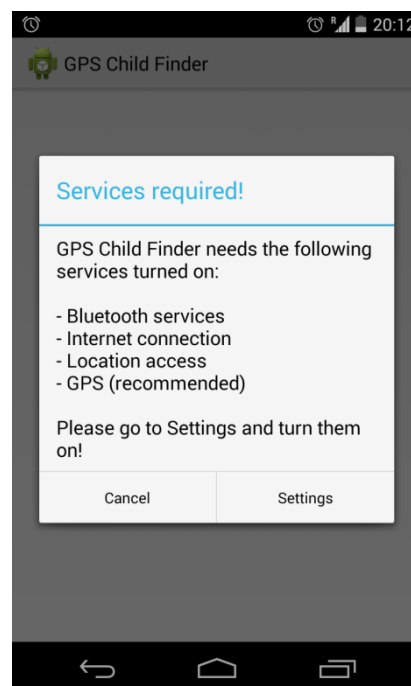 R 20:12
GPS Child Finder
Services required!
GPS Child Finder needs the following
services turned on:
- Bluetooth services
- Internet connection
- Location access
- GPS (recommended)
Please go to Settings and turn them
on!
Cancel Settings